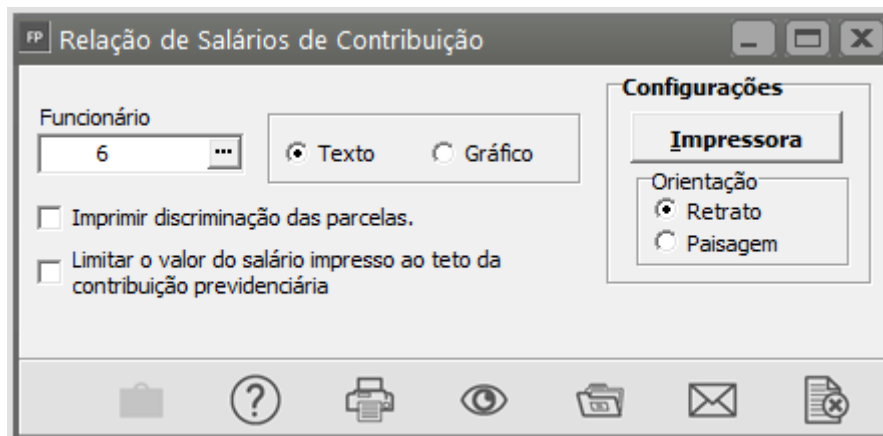 FP Relação de Salários de Contribuição
Funcionário
6 ...
Texto Gráfico
Imprimir discriminação das parcelas.
Limitar o valor do salário impresso ao teto da
contribuição previdenciária
Configurações
Impressora
Orientação
Retrato
Paisagem